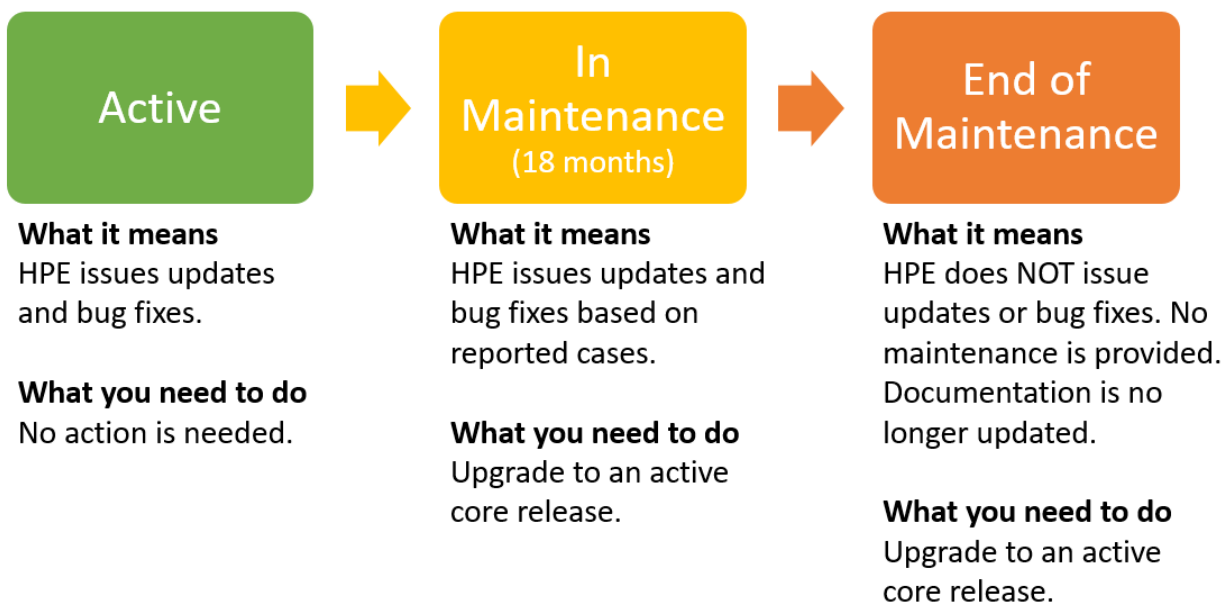 Active
What it means
HPE issues updates
and bug fixes.
What you need to do
No action is needed.
In
Maintenance
(18 months)
What it means
HPE issues updates and
bug fixes based on
reported cases.
What you need to do
Upgrade to an active
core release.
End of
Maintenance
What it means
HPE does NOT issue
updates or bug fixes. No
maintenance is provided.
Documentation is no
longer updated.
What you need to do
Upgrade to an active
core release.